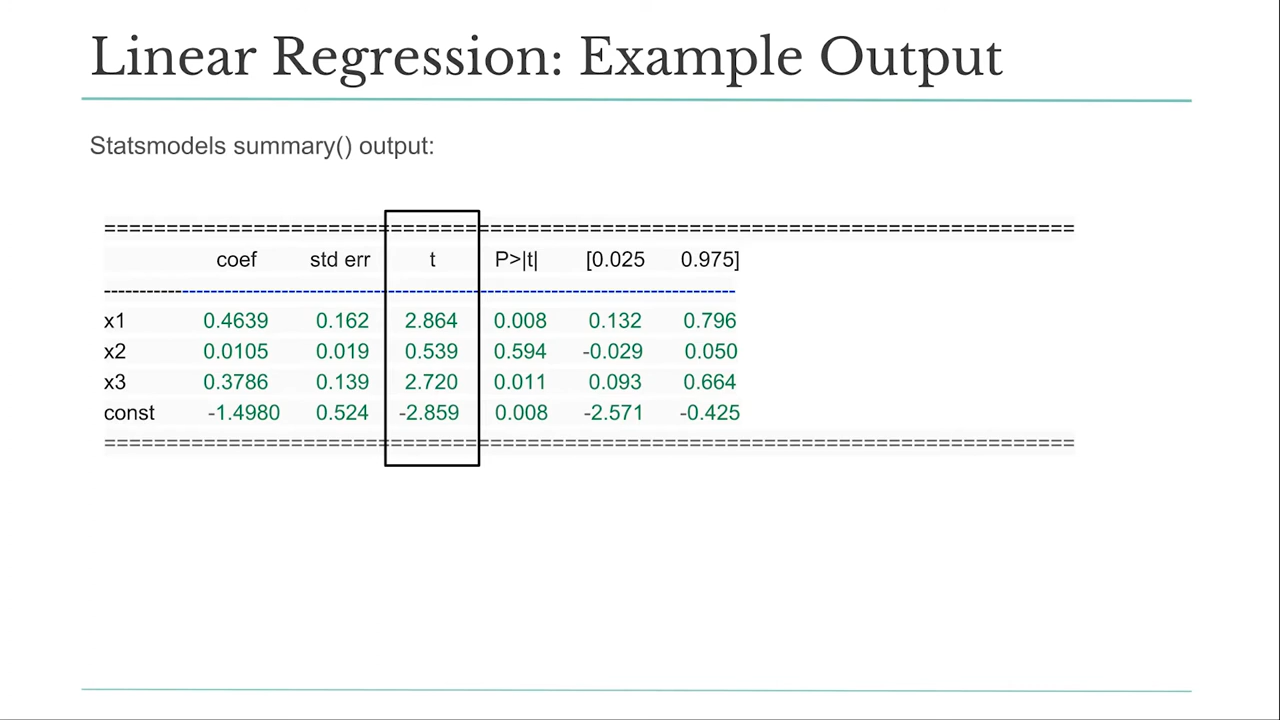 Linear Regression: Example Output
Statsmodels summary() output:
==============================================================================
coef std err t P>|t| [0.025 0.975]
------------------------------------------------------------------------------
x1 0.4639 0.162 2.864 0.008 0.132 0.796
x2 0.0105 0.019 0.539 0.594 -0.029 0.050
x3 0.3786 0.139 2.720 0.011 0.093 0.664
const -1.4980 0.524 -2.859 0.008 -2.571 -0.425
==============================================================================